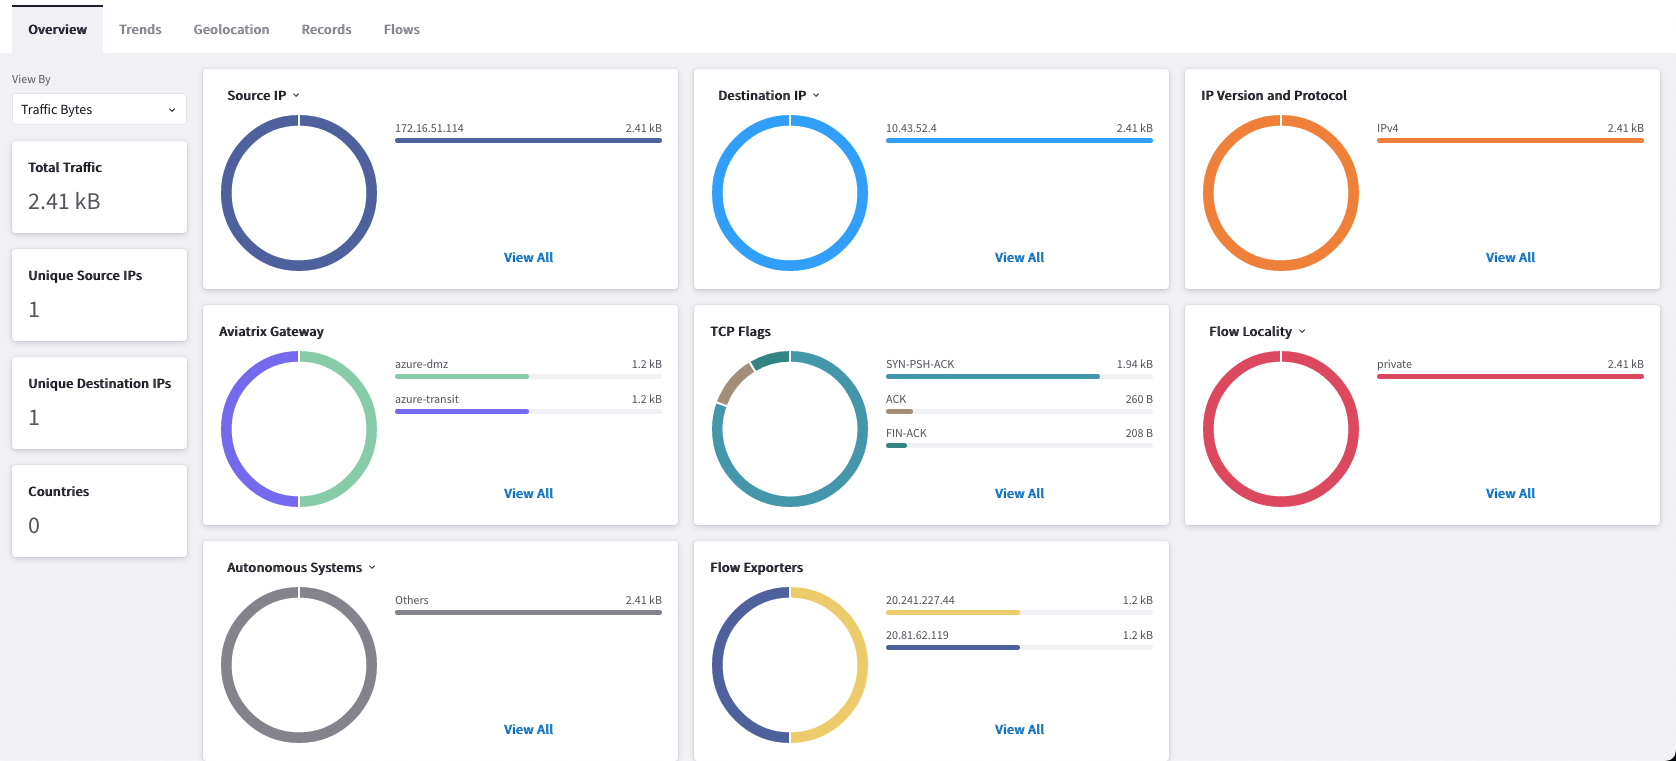 Overview Trends Geolocation Records Flows
View By
Traffic Bytes
Total Traffic
2.41 kB
Unique Source IPs
1
Unique Destination IPs
1
Countries
0
Source IP
172.16.51.114 2.41 kB
View All
Destination IP
10.43.52.4 2.41 kB
View All
IP Version and Protocol
IPv4 2.41 kB
View All
Aviatrix Gateway
azure-dmz 1.2 kB
azure-transit 1.2 kB
View All
TCP Flags
SYN-PSH-ACK 1.94 kB
ACK 260 B
FIN-ACK 208 B
View All
Flow Locality
private 2.41 kB
View All
Autonomous Systems
Others 2.41 kB
View All
Flow Exporters
20.241.227.44 1.2 kB
20.81.62.119 1.2 kB
View All